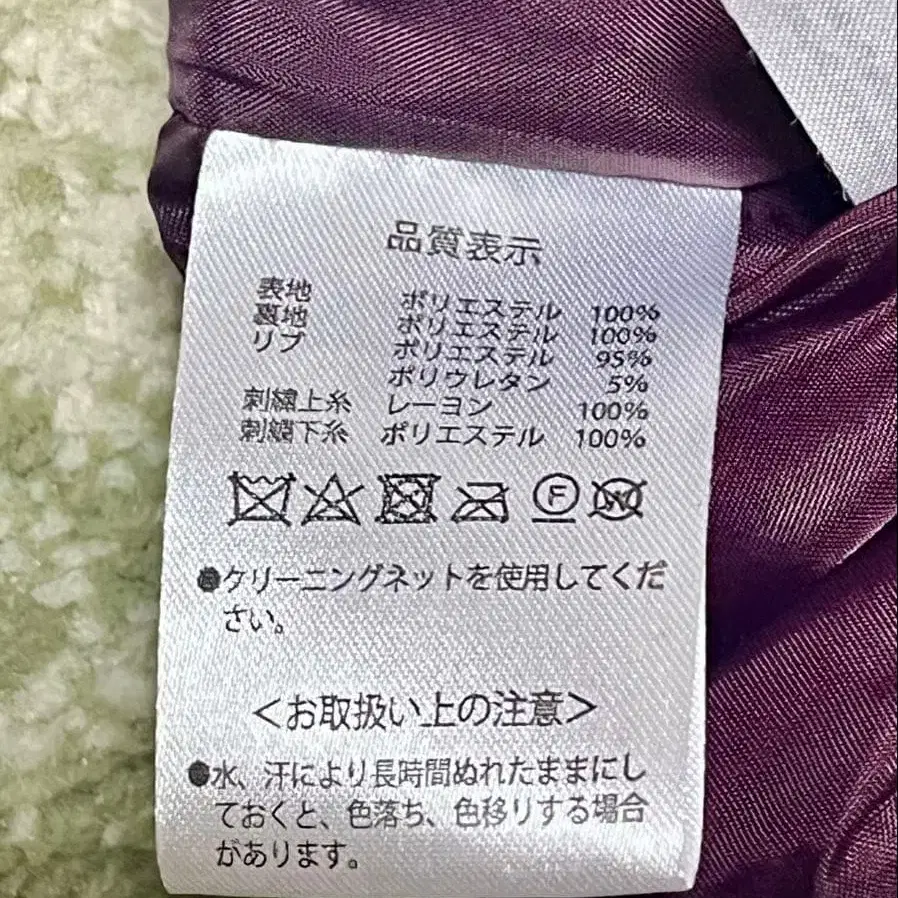 品質表示
表地 ポリエステル 100%
裏地 ポリエステル 100%
リブ ポリエステル 95%
ポリウレタン 5%
刺繍上糸 レーヨン 100%
刺繍下糸 ポリエステル 100%
F W
●クリーニングネットを使用してくだ
さい。
<お取扱い上の注意>
●水、汗により長時間ぬれたままにし
ておくと、色落ち、色移りする場合
があります。